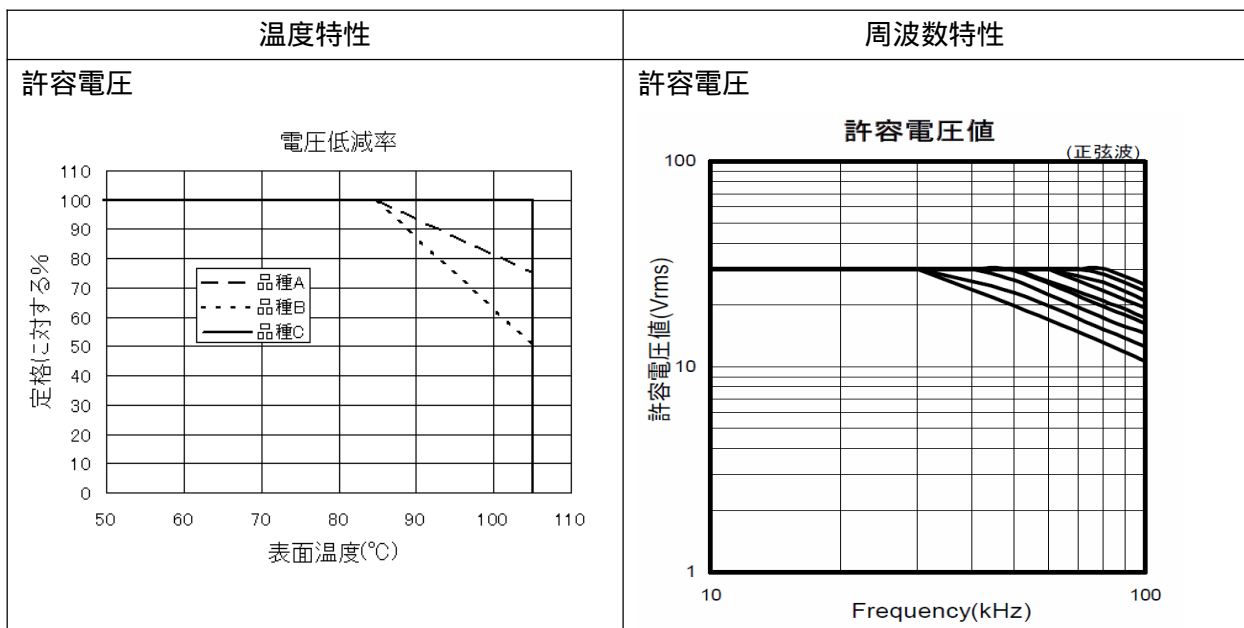 温度特性
周波数特性
許容電圧
電圧低減率
110
100
90
80
70
60
50
40
30
20
10
0
定格に対する%
品種A
品種B
品種C
50
60
70
80
90
100
110
表面温度(℃)
許容電圧
許容電圧値
(正弦波)
100
10
1
許容電圧値(Vrms)
10
100
Frequency(kHz)